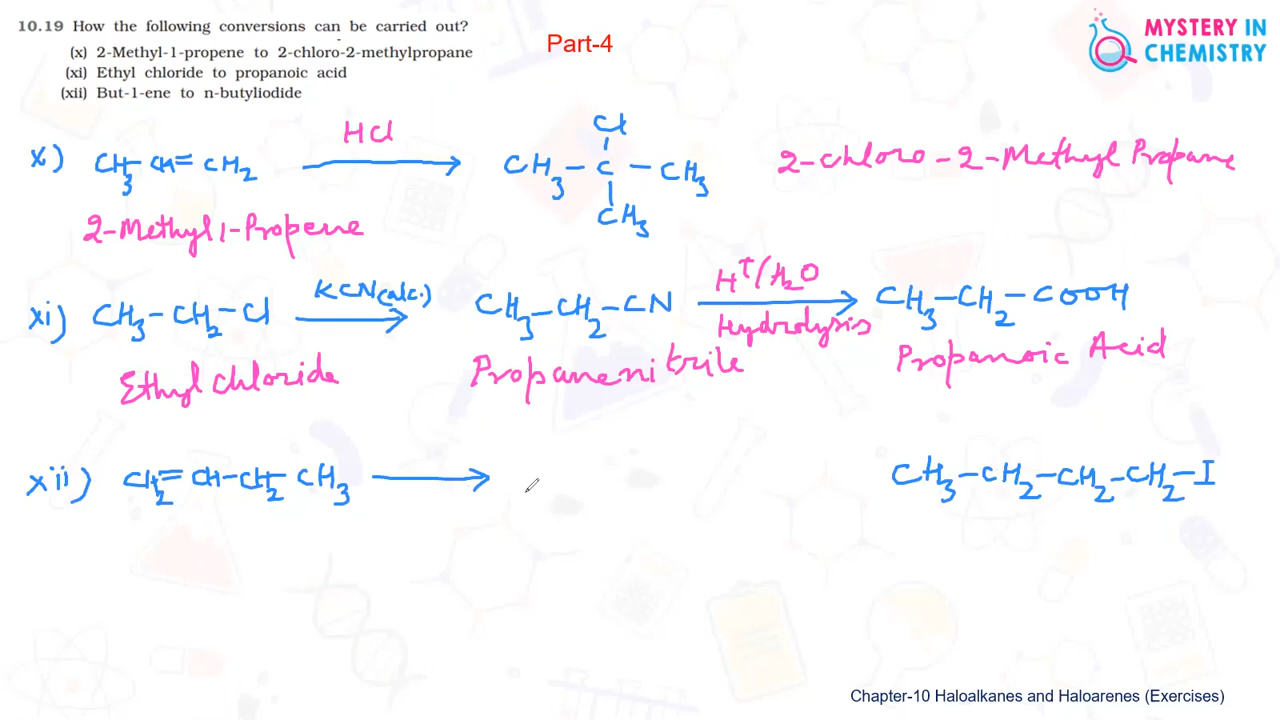 10.19 How the following conversions can be carried out?
(x) 2-Methyl-1-propene to 2-chloro-2-methylpropane
(xi) Ethyl chloride to propanoic acid
(xii) But-1-ene to n-butyliodide
Part-4
MYSTERY IN
CHEMISTRY
x) CH3-CH=CH2 HCl → CH3-C-CH3 2-chloro-2-Methyl Propane
Cl
CH3
2-Methyl 1-Propene
xi) CH3-CH2-Cl KCN(alc.) → CH3-CH2-CN H+/H2O → CH3-CH2-COOH
Hydrolysis
Ethyl chloride Propanenitrile Propanoic Acid
xii) CH2=CH-CH2-CH3 → CH3-CH2-CH2-CH2-I
Chapter-10 Haloalkanes and Haloarenes (Exercises)